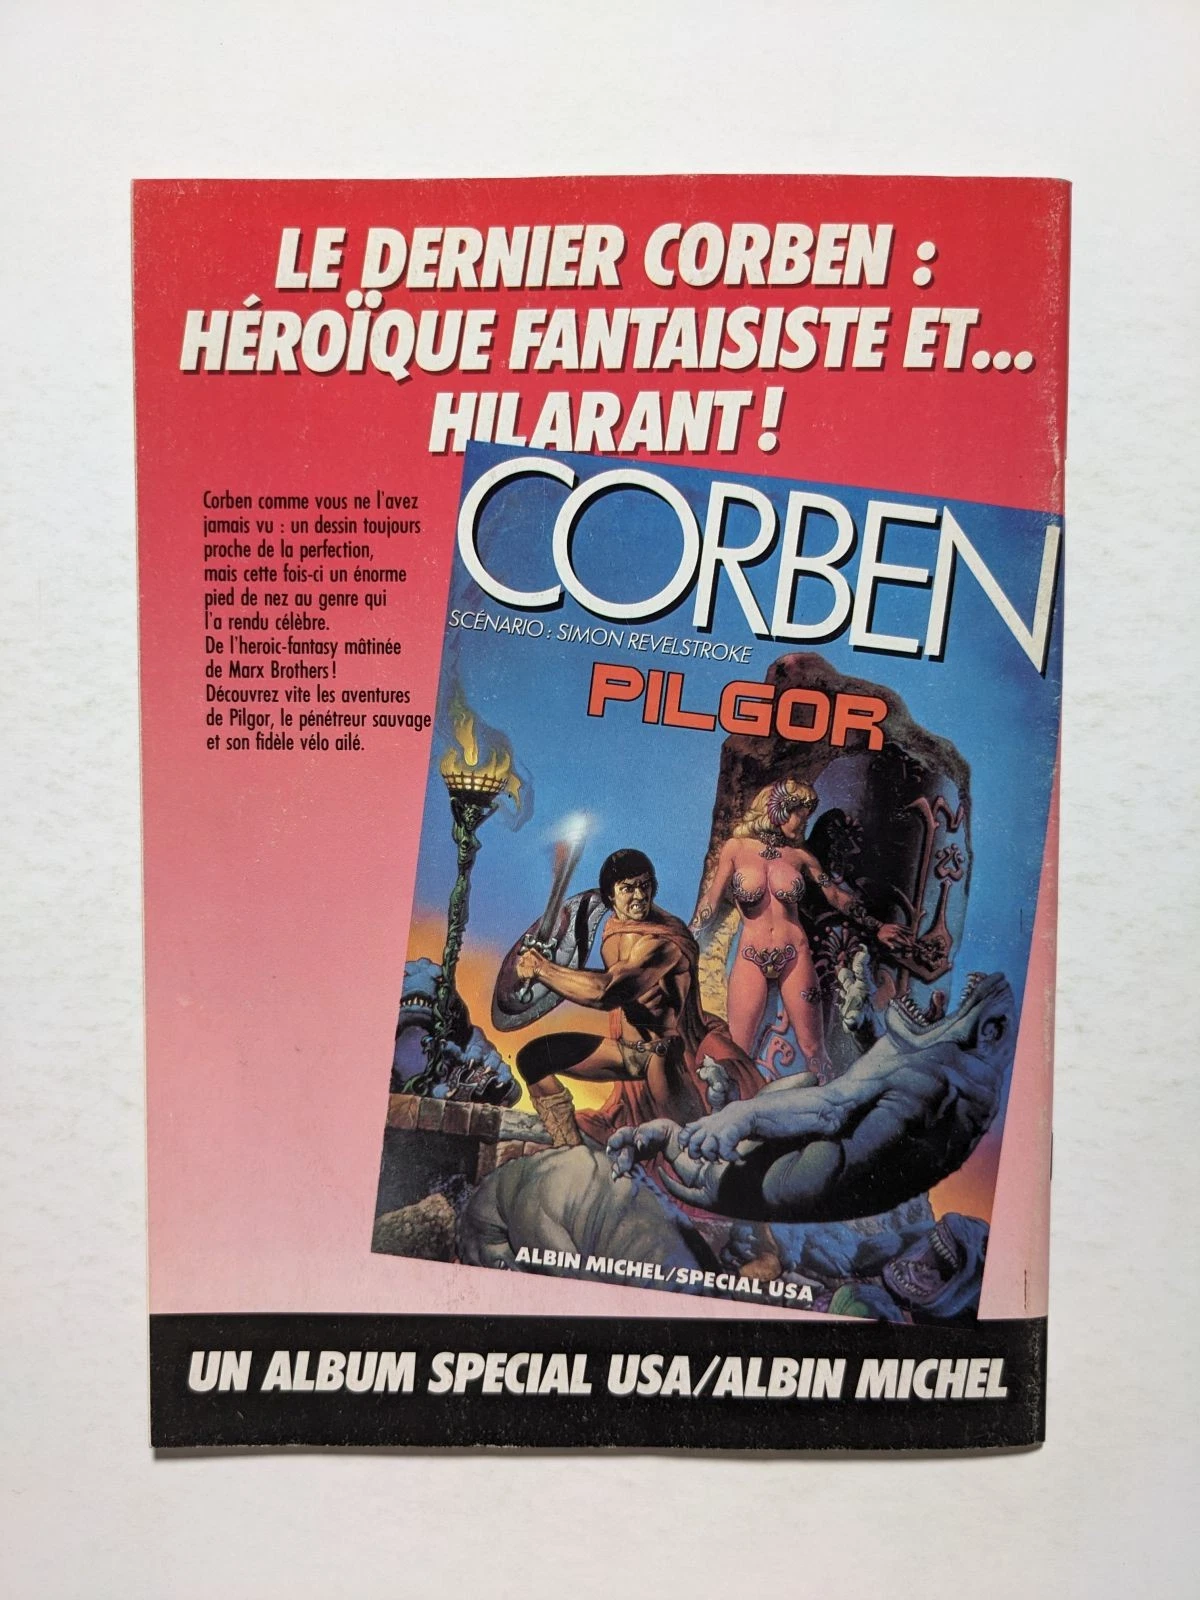 LE DERNIER CORBEN :
HÉROÏQUE FANTAISISTE ET...
HILARANT !
Corben comme vous ne l'avez
jamais vu : un dessin toujours
proche de la perfection,
mais cette fois-ci un énorme
pied de nez au genre qui
l'a rendu célèbre.
De l'heroic-fantasy mâtinée
de Marx Brothers !
Découvrez vite les aventures
de Pilgor, le pénétreur sauvage
et son fidèle vélo ailé.
CORBEN
SCÉNARIO : SIMON REVELSTROKE
PILGOR
ALBIN MICHEL/SPECIAL USA
UN ALBUM SPECIAL USA/ALBIN MICHEL